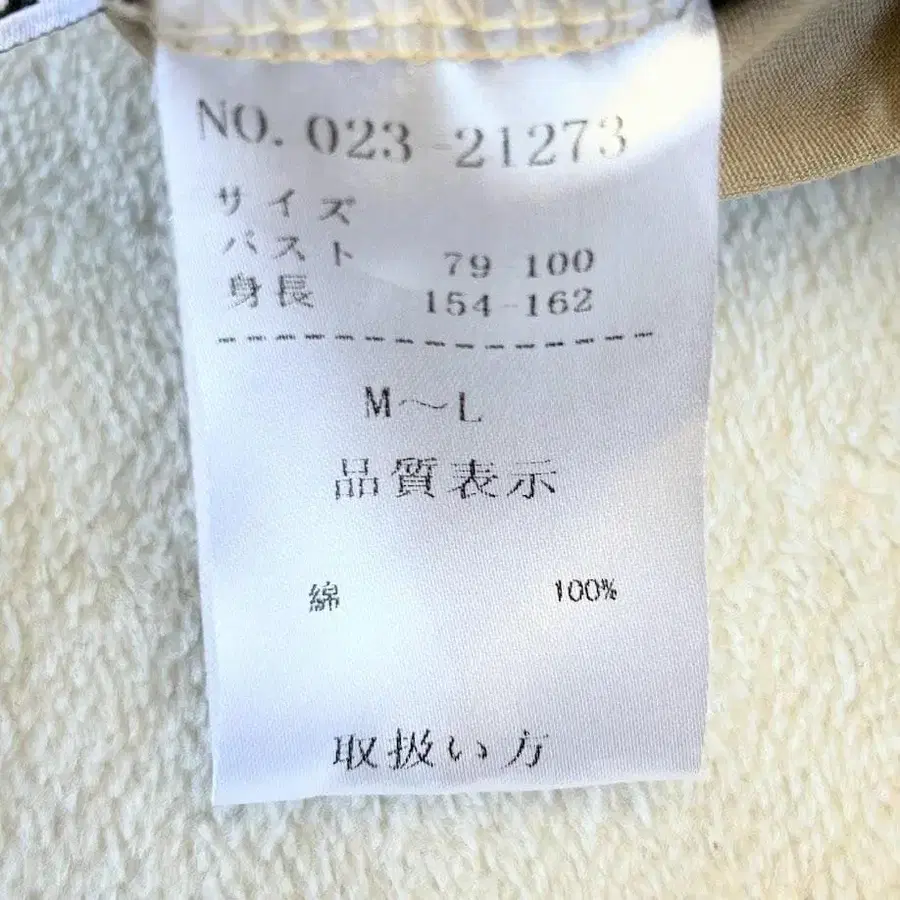 NO. 023-21273
サイズ
バスト 79-100
身長 154-162
M〜L
品質表示
綿 100%
取扱い方